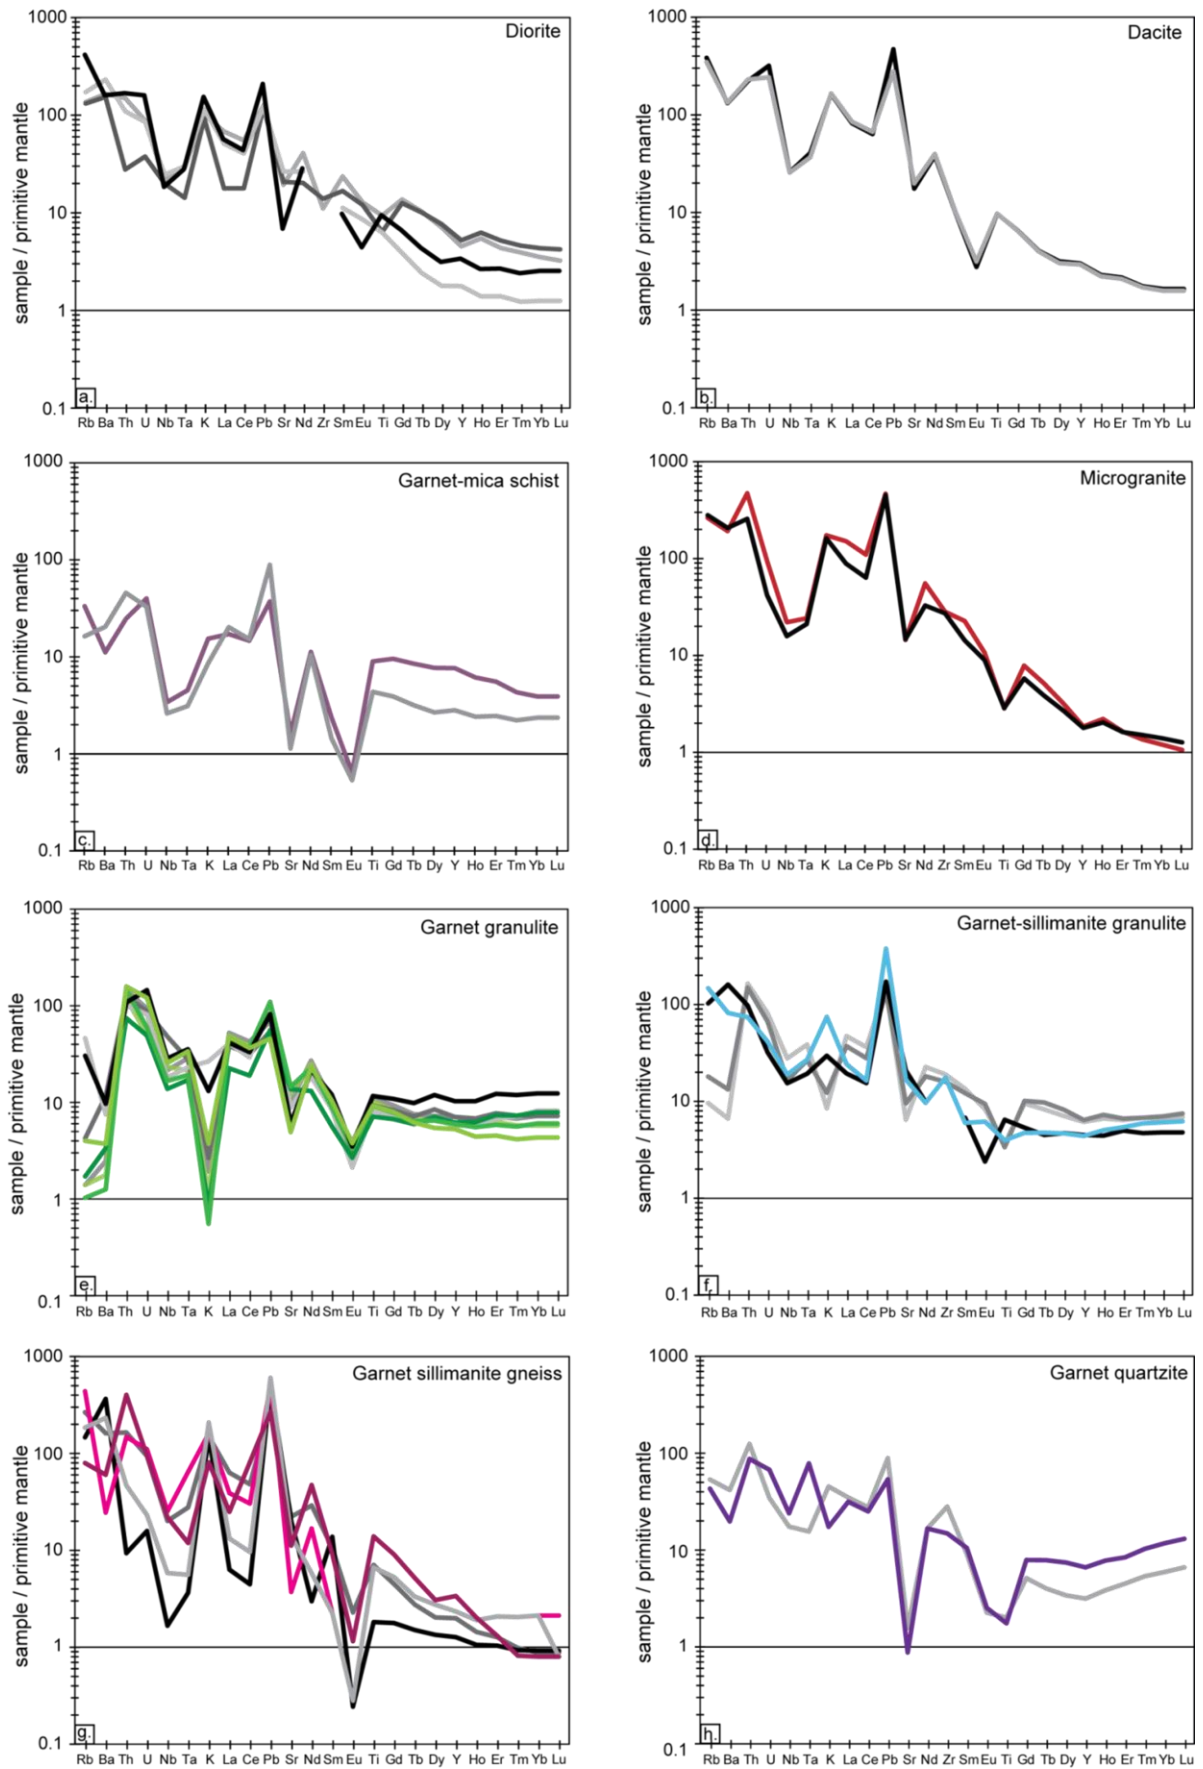 1000
Diorite
100
10
1
0.1
sample / primitive mantle
a.
Rb Ba Th U Nb Ta K La Ce Pb Sr Nd Zr Sm Eu Ti Gd Tb Dy Y Ho Er Tm Yb Lu
1000
Dacite
100
10
1
0.1
sample / primitive mantle
b.
Rb Ba Th U Nb Ta K La Ce Pb Sr Nd Sm Eu Ti Gd Tb Dy Y Ho Er Tm Yb Lu
1000
Garnet-mica schist
100
10
1
0.1
sample / primitive mantle
c.
Rb Ba Th U Nb Ta K La Ce Pb Sr Nd Sm Eu Ti Gd Tb Dy Y Ho Er Tm Yb Lu
1000
Microgranite
100
10
1
0.1
sample / primitive mantle
d.
Rb Ba Th U Nb Ta K La Ce Pb Sr Nd Zr Sm Eu Ti Gd Tb Dy Y Ho Er Tm Yb Lu
1000
Garnet granulite
100
10
1
0.1
sample / primitive mantle
e.
Rb Ba Th U Nb Ta K La Ce Pb Sr Nd Sm Eu Ti Gd Tb Dy Y Ho Er Tm Yb Lu
1000
Garnet-sillimanite granulite
100
10
1
0.1
sample / primitive mantle
f.
Rb Ba Th U Nb Ta K La Ce Pb Sr Nd Zr Sm Eu Ti Gd Tb Dy Y Ho Er Tm Yb Lu
1000
Garnet sillimanite gneiss
100
10
1
0.1
sample / primitive mantle
g.
Rb Ba Th U Nb Ta K La Ce Pb Sr Nd Sm Eu Ti Gd Tb Dy Y Ho Er Tm Yb Lu
1000
Garnet quartzite
100
10
1
0.1
sample / primitive mantle
h.
Rb Ba Th U Nb Ta K La Ce Pb Sr Nd Zr Sm Eu Ti Gd Tb Dy Y Ho Er Tm Yb Lu